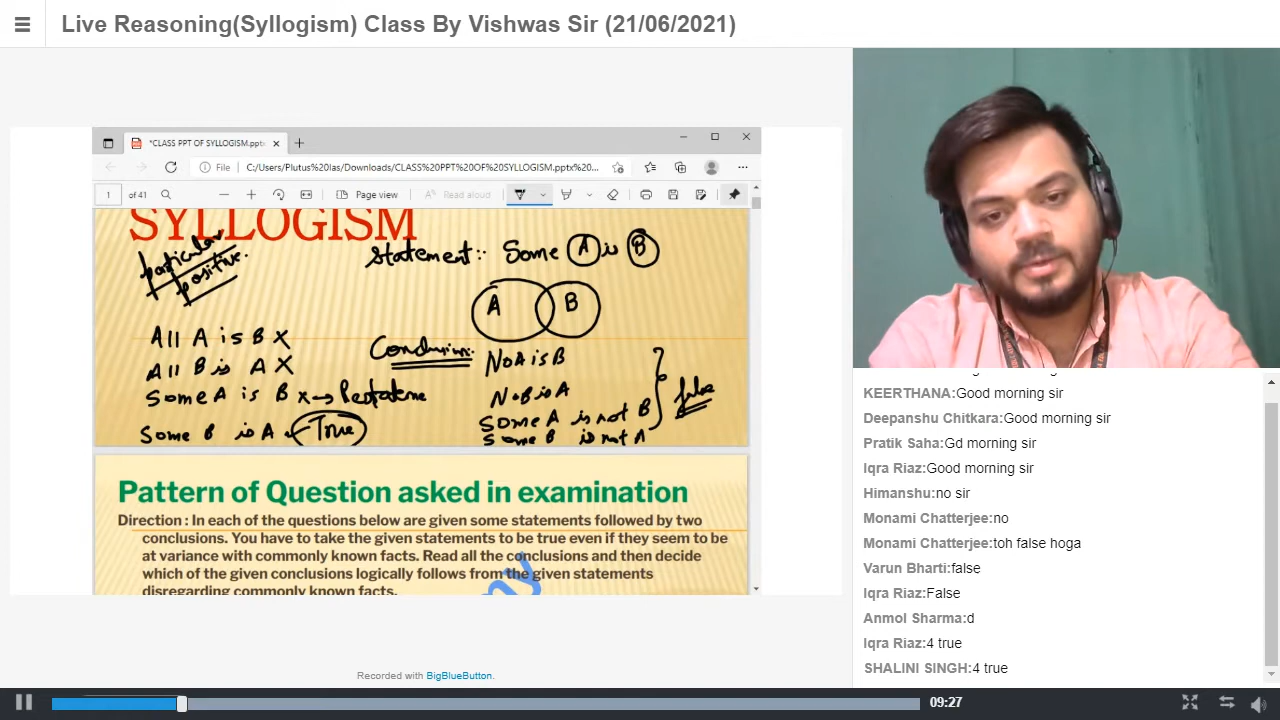 Live Reasoning(Syllogism) Class By Vishwas Sir (21/06/2021)
*CLASS PPT OF SYLLOGISM.pptx
File
C:/Users/Plutus%20Ias/Downloads/CLASS%20PPT%20OF%20SYLLOGISM.pptx%20...
1 of 41
Page view
Read aloud
SYLLOGISM
particular
positive.
Statement:: Some A is B
A B
All A is B X
All B is A X
Some A is B x→
Some B is A True
Conclusion:
No A is B
No B is A
Some A is not B
Some B is not A
false
Pattern of Question asked in examination
Direction : In each of the questions below are given some statements followed by two
conclusions. You have to take the given statements to be true even if they seem to be
at variance with commonly known facts. Read all the conclusions and then decide
which of the given conclusions logically follows from the given statements
disregarding commonly known facts.
my
Recorded with BigBlueButton.
KEERTHANA:Good morning sir
Deepanshu Chitkara:Good morning sir
Pratik Saha:Gd morning sir
Iqra Riaz:Good morning sir
Himanshu:no sir
Monami Chatterjee:no
Monami Chatterjee:toh false hoga
Varun Bharti:false
Iqra Riaz:False
Anmol Sharma:d
Iqra Riaz:4 true
SHALINI SINGH:4 true
09:27